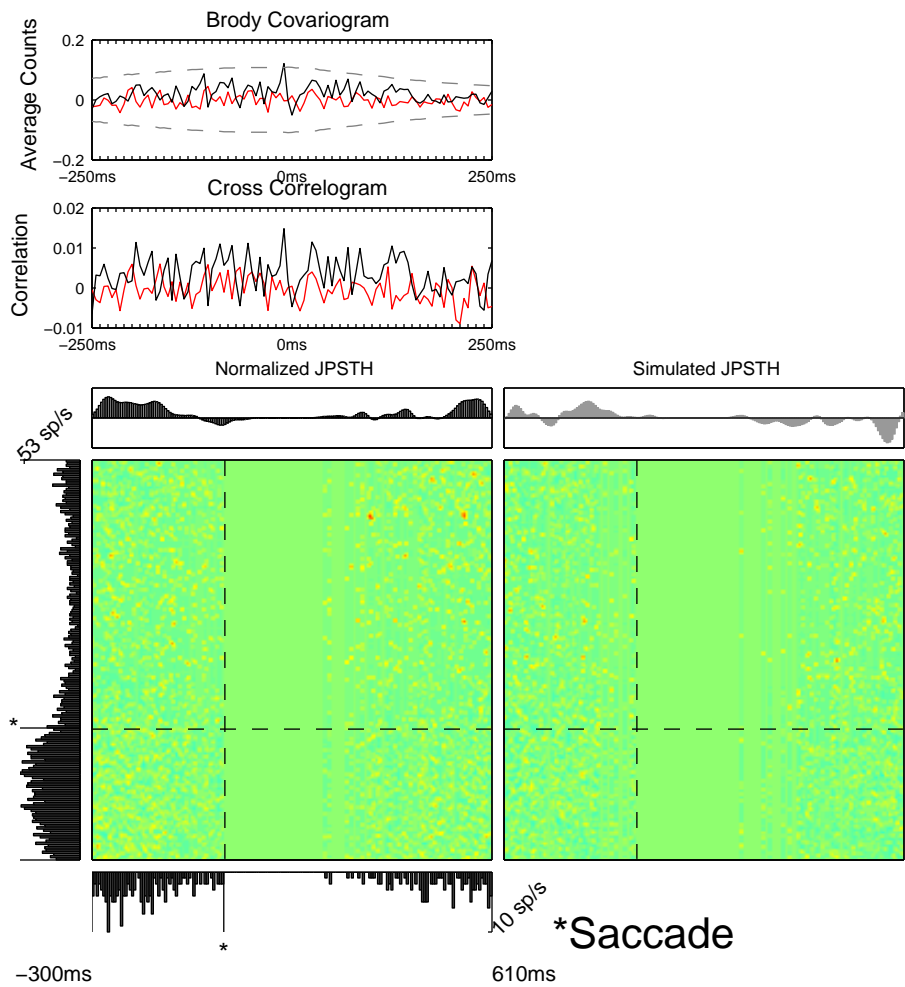 Brody Covariogram
Average Counts
0.2
0
−0.2
−250ms
0ms
250ms
Cross Correlogram
Correlation
0.02
0.01
0
−0.01
−250ms
0ms
250ms
Normalized JPSTH
Simulated JPSTH
53 sp/s
*
*
10 sp/s
*Saccade
−300ms
610ms